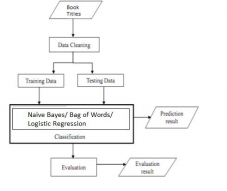 Book
Titles
Data Cleaning
Training Data
Testing Data
Naive Bayes/ Bag of Words/
Logistic Regression
Classification
Prediction
result
Evaluation
Evaluation
result